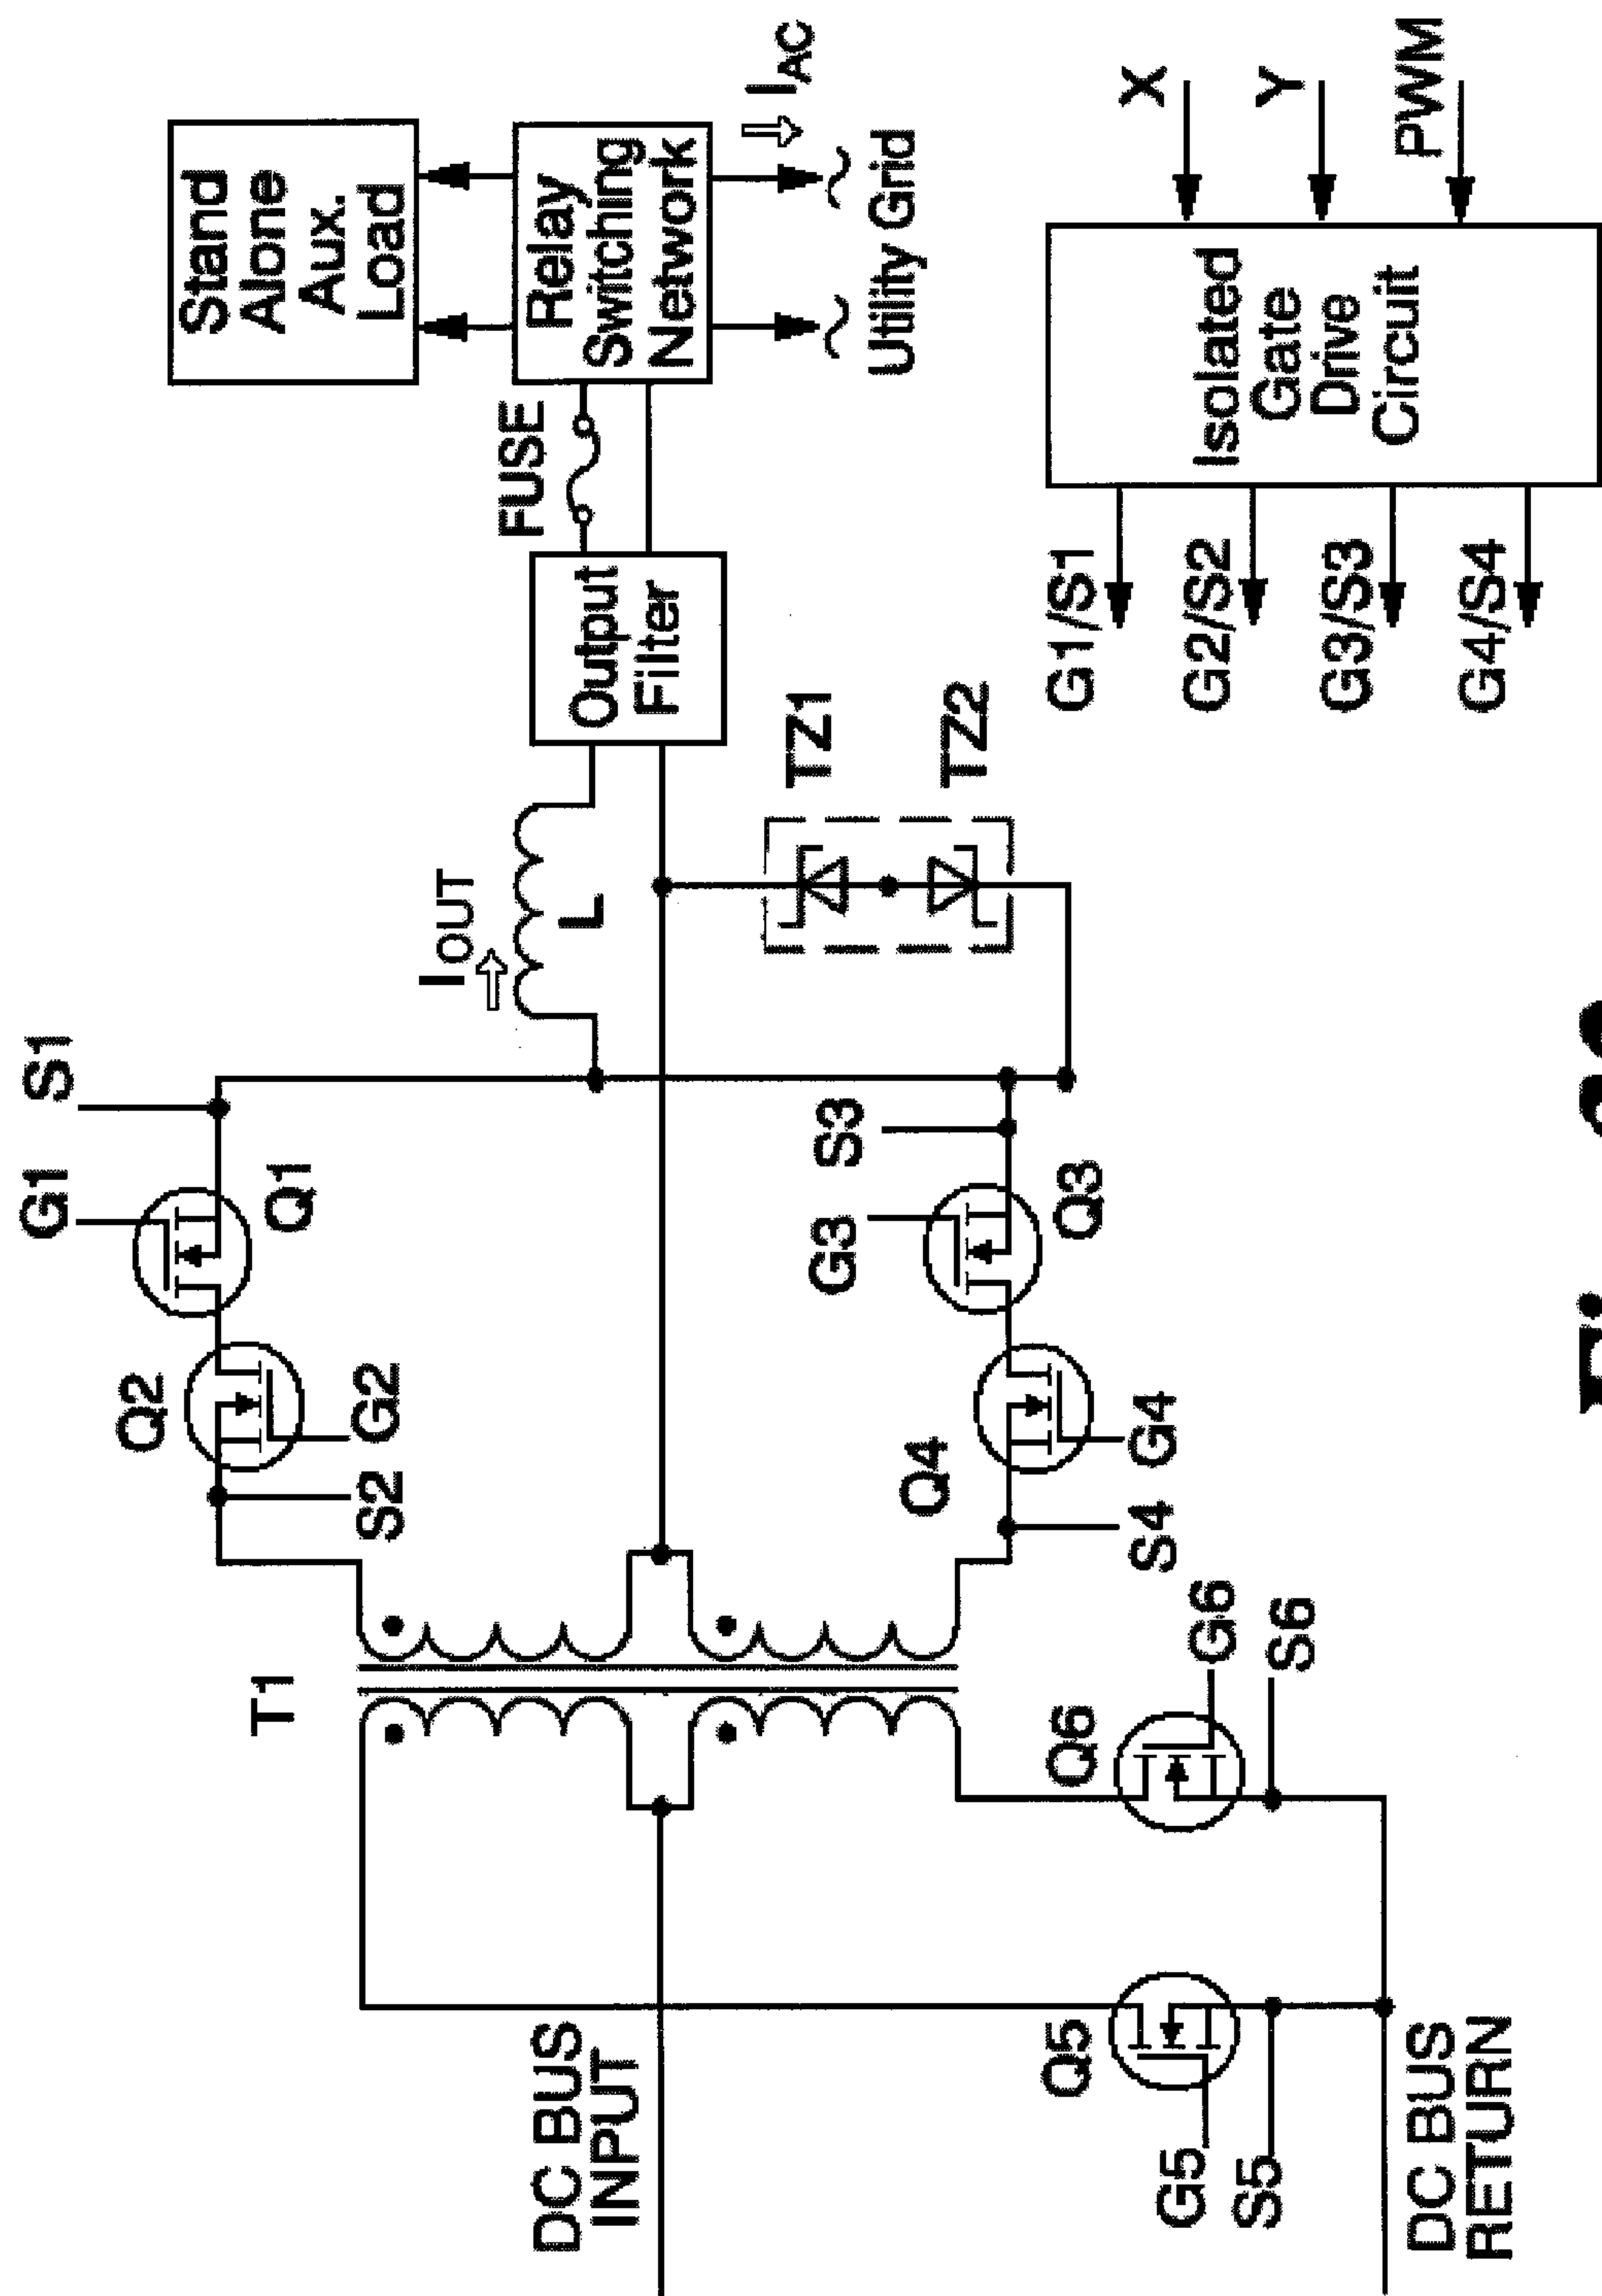 G1
S1
Q2
Q1
G2
S2
T1
I OUT
L
FUSE
Stand
Alone
Aux.
Load
Relay
Switching
Network
I AC
Utility Grid
Output
Filter
DC BUS
INPUT
S3
G3
Q3
Q4
G4
S4
TZ1
TZ2
Q5
G5
S5
Q6
G6
S6
DC BUS
RETURN
G1/S1
G2/S2
G3/S3
G4/S4
Isolated
Gate
Drive
Circuit
X
Y
PWM